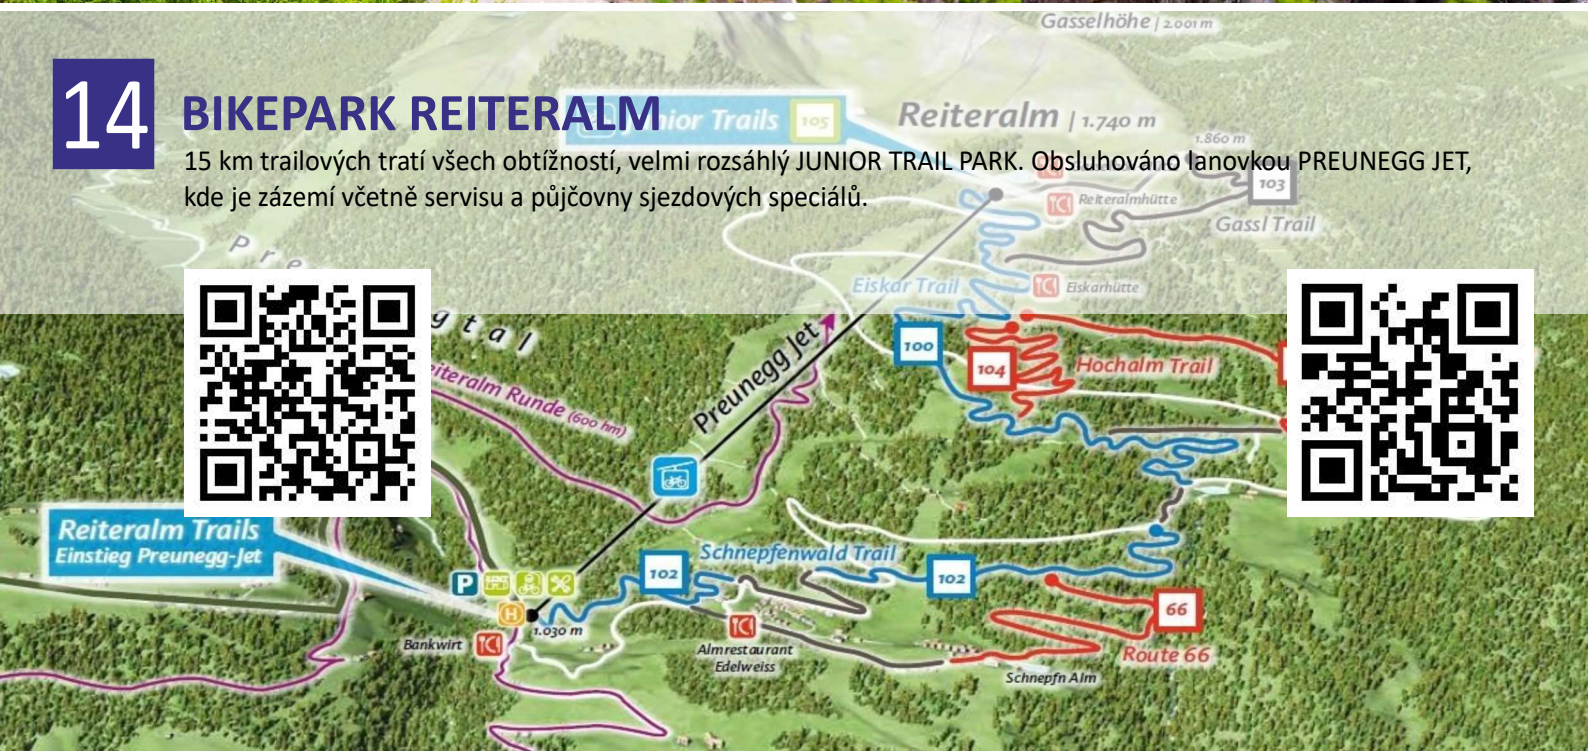 Gasselhöhe | 2.001 m
14
BIKEPARK REITERALM
Junior Trails 105
Reiteralm | 1.740 m
1.860 m
15 km trailových tratí všech obtížností, velmi rozsáhlý JUNIOR TRAIL PARK. Obsluhováno lanovkou PREUNEGG JET,
kde je zázemí včetně servisu a půjčovny sjezdových speciálů.
103
Reiteralmhütte
Gassl Trail
Eiskar Trail
Eiskarhütte
Preunegg Jet
100
104
Hochalm Trail
Reiteralm Runde (600 hm)
Reiteralm Trails
Einstieg Preunegg-Jet
Schnepfenwald Trail
102
102
P
H
1.030 m
66
Bankwirt
Almrestaurant
Edelweiss
Route 66
Schnepfn Alm